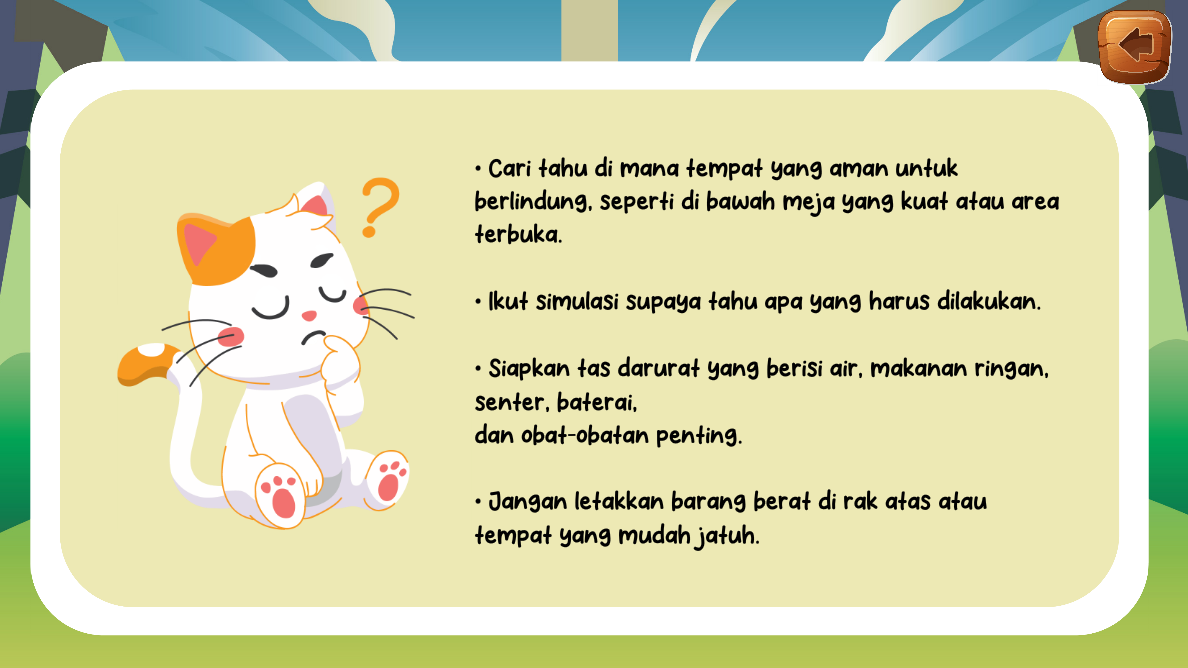 ?
• Cari tahu di mana tempat yang aman untuk
berlindung, seperti di bawah meja yang kuat atau area
terbuka.
• Ikut simulasi supaya tahu apa yang harus dilakukan.
• Siapkan tas darurat yang berisi air, makanan ringan,
senter, baterai,
dan obat-obatan penting.
• Jangan letakkan barang berat di rak atas atau
tempat yang mudah jatuh.